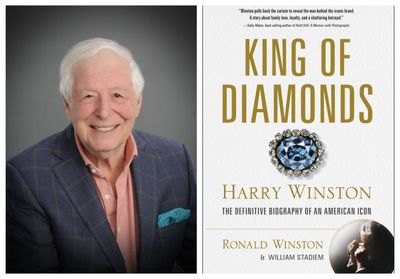 "Winston pulls back the curtain to reveal the man behind the iconic brand.
A story about family love, loyalty, and a shuttering betrayal."
KING OF
DIAMONDS
HARRY WINSTON
THE DEFINITIVE BIOGRAPHY OF AN AMERICAN ICON
RONALD WINSTON
& WILLIAM STADIEM